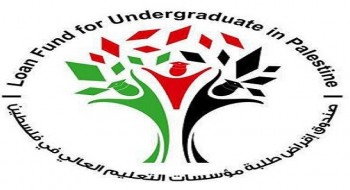 | Loan Fund for Undergraduate in Palestine |
| صندوق إقراض طلبة مؤسسات التعليم العالي في فلسطين |